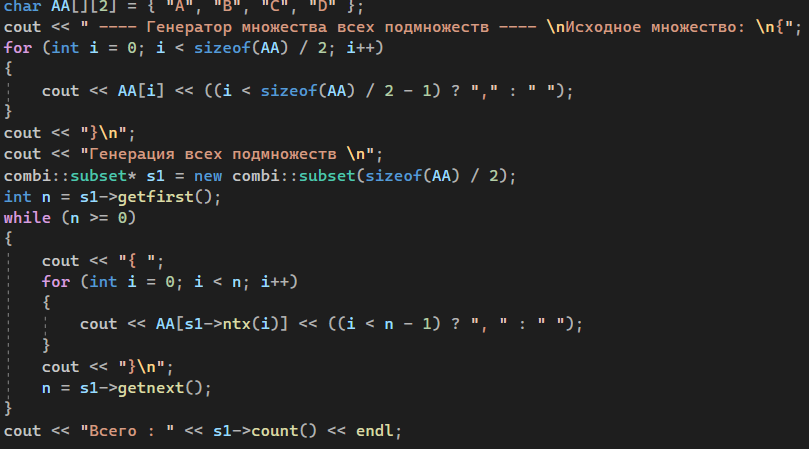 char AA[][2] = { "A", "B", "C", "D" };
cout << " ---- Генератор множества всех подмножеств ---- \nИсходное множество: \n{";
for (int i = 0; i < sizeof(AA) / 2; i++)
{
    cout << AA[i] << ((i < sizeof(AA) / 2 - 1) ? "," : " ");
}
cout << "}\n";
cout << "Генерация всех подмножеств \n";
combi::subset* s1 = new combi::subset(sizeof(AA) / 2);
int n = s1->getfirst();
while (n >= 0)
{
    cout << "{ ";
    for (int i = 0; i < n; i++)
    {
        cout << AA[s1->ntx(i)] << ((i < n - 1) ? ", " : " ");
    }
    cout << "}\n";
    n = s1->getnext();
}
cout << "Всего : " << s1->count() << endl;